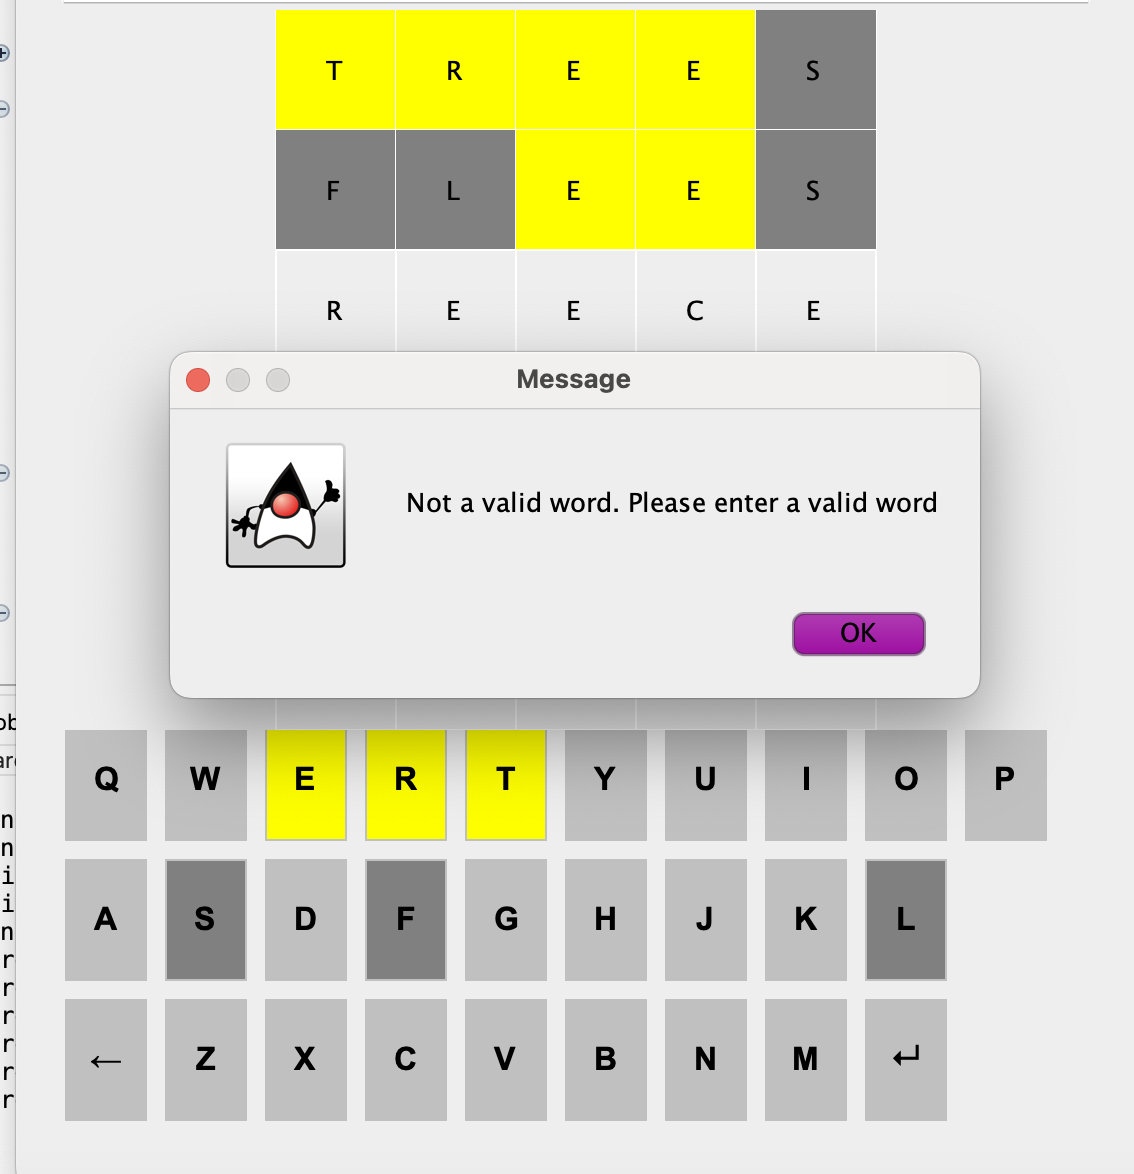 T R E E S
F L E E S
R E E C E
Message
Not a valid word. Please enter a valid word
OK
Q W E R T Y U I O P
A S D F G H J K L
← Z X C V B N M ↵